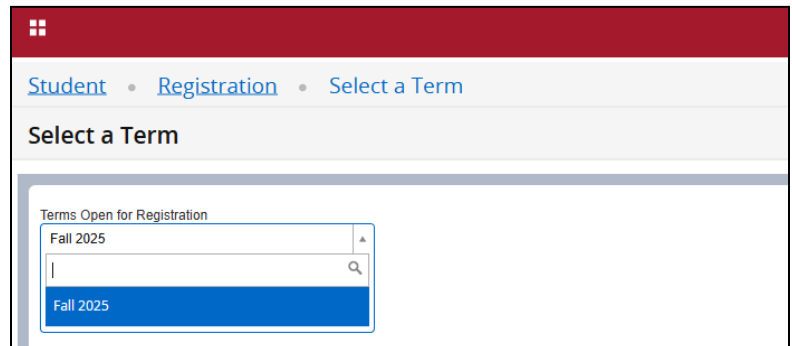 Student • Registration • Select a Term
Select a Term
Terms Open for Registration
Fall 2025
Fall 2025